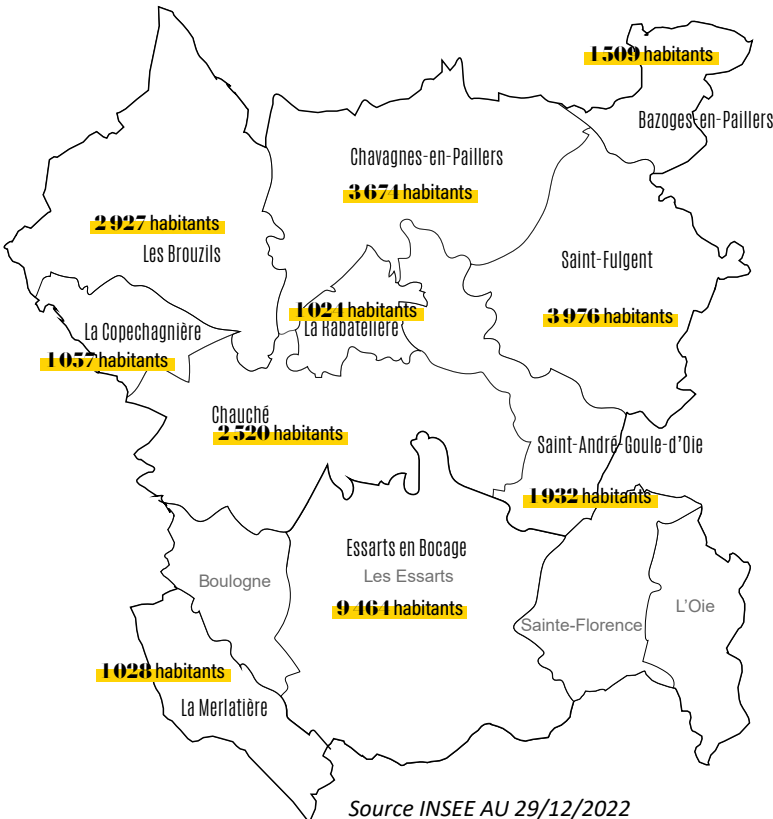 1 509 habitants
Bazoges-en-Paillers
Chavagnes-en-Paillers
3 674 habitants
2 927 habitants
Les Brouzils
Saint-Fulgent
3 976 habitants
1 024 habitants
La Rabatelière
La Copechagnière
1 057 habitants
Chauché
2 520 habitants
Saint-André-Goule-d'Oie
1 932 habitants
Essarts en Bocage
Les Essarts
9 464 habitants
Boulogne
Sainte-Florence
L'Oie
1 028 habitants
La Merlatière
Source INSEE AU 29/12/2022